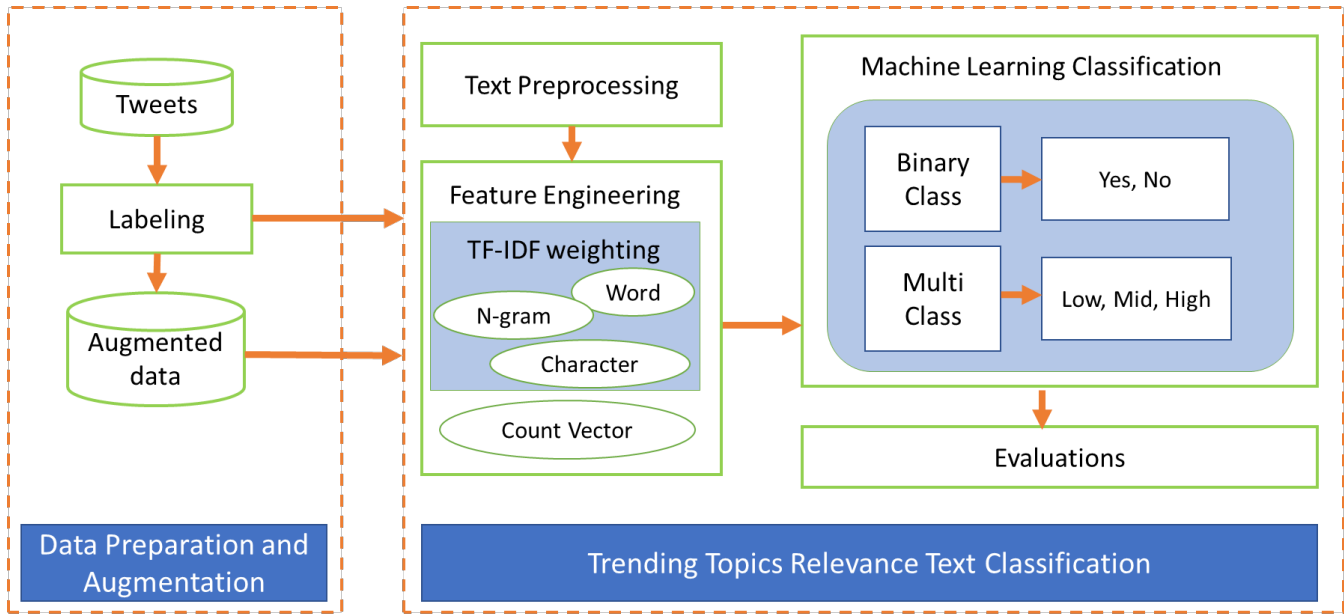 Tweets
Labeling
Augmented
data
Data Preparation and
Augmentation
Text Preprocessing
Feature Engineering
TF-IDF weighting
Word
N-gram
Character
Count Vector
Machine Learning Classification
Binary
Class
Yes, No
Multi
Class
Low, Mid, High
Evaluations
Trending Topics Relevance Text Classification